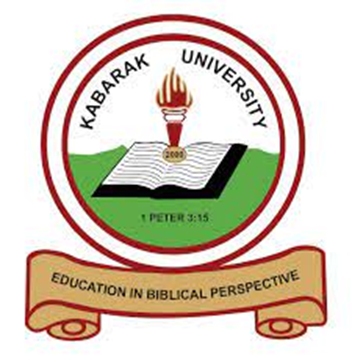 KABARAK UNIVERSITY
2000
1 PETER 3:15
EDUCATION IN BIBLICAL PERSPECTIVE